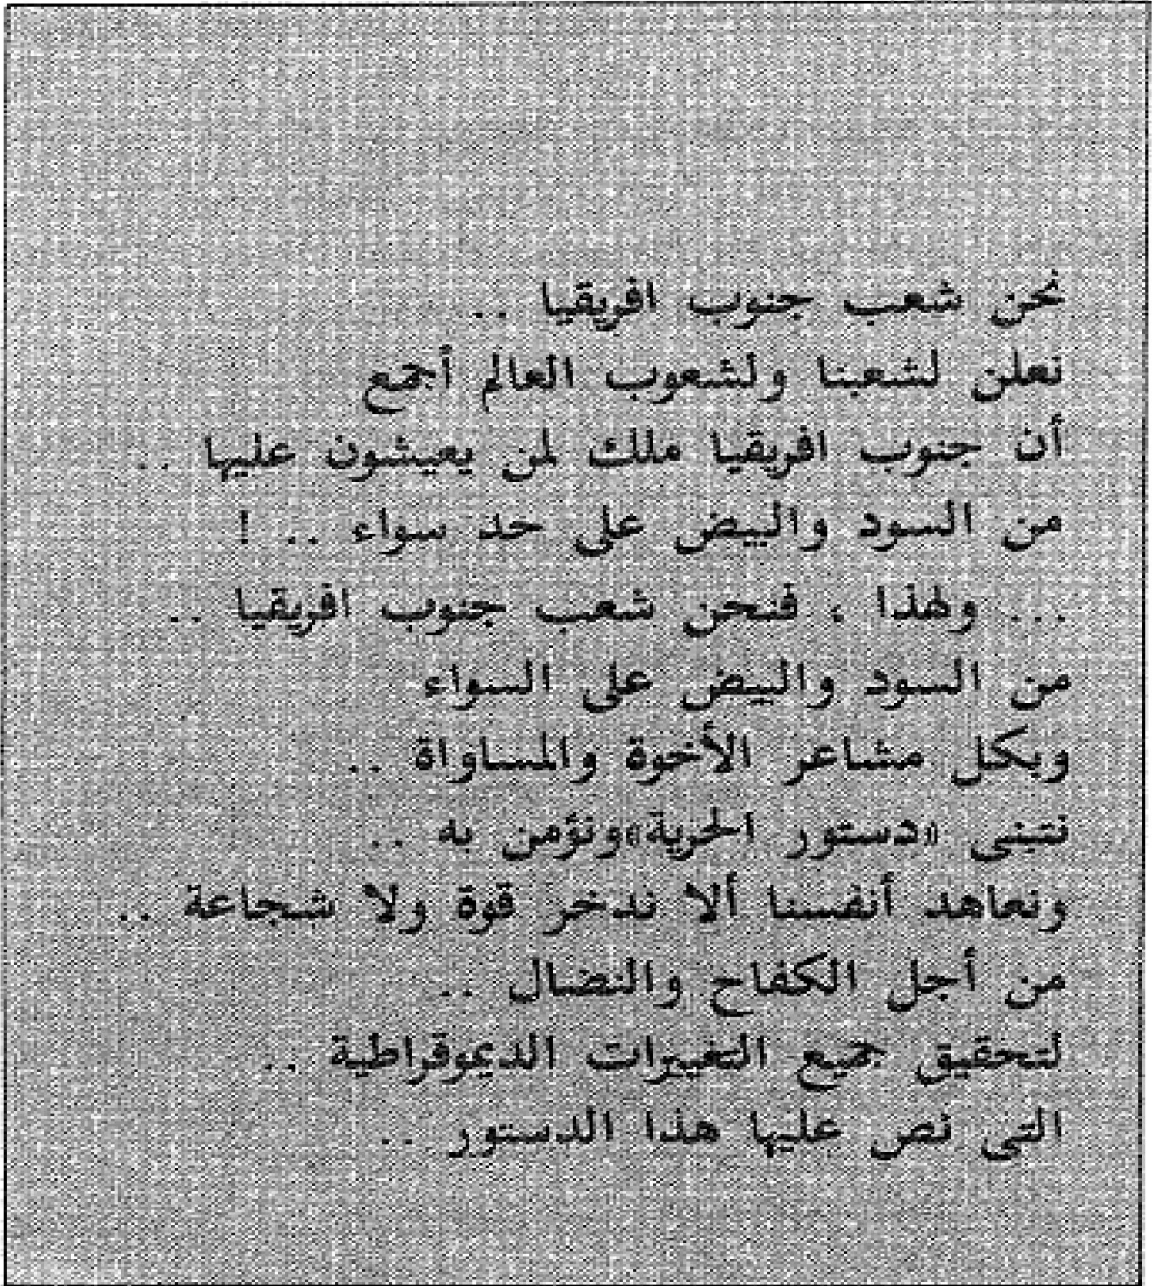 نحن شعب جنوب افريقيا ..
نعلن لشعبنا ولشعوب العالم أجمع
أن جنوب افريقيا ملك لمن يعيشون عليها ..
من السود والبيض على حد سواء .. !
... ولهذا ، فنحن شعب جنوب افريقيا ..
من السود والبيض على السواء
وبكل مشاعر الأخوة والمساواة ..
نتبنى «دستور الحرية» ونؤمن به ..
ونعاهد أنفسنا ألا ندخر قوة ولا شجاعة ..
من أجل الكفاح والنضال ..
لتحقيق جميع التغييرات الديموقراطية ..
التى نص عليها هذا الدستور ..